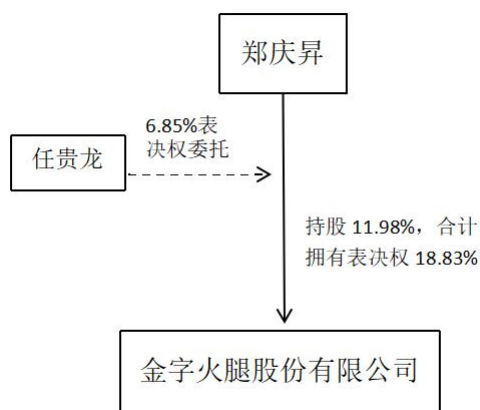 郑庆昇
6.85%表
决权委托
任贵龙
持股 11.98%，合计
拥有表决权 18.83%
金字火腿股份有限公司